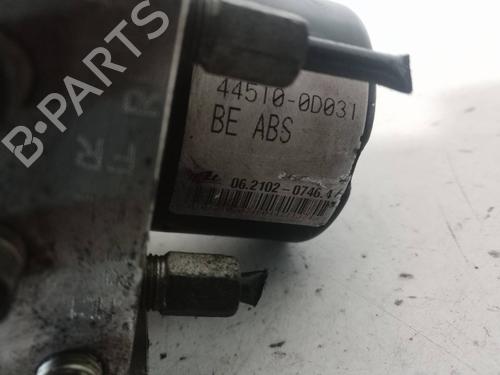 44510-0D031
BE ABS
06.2102-0746.4
R
FR
B-PARTS